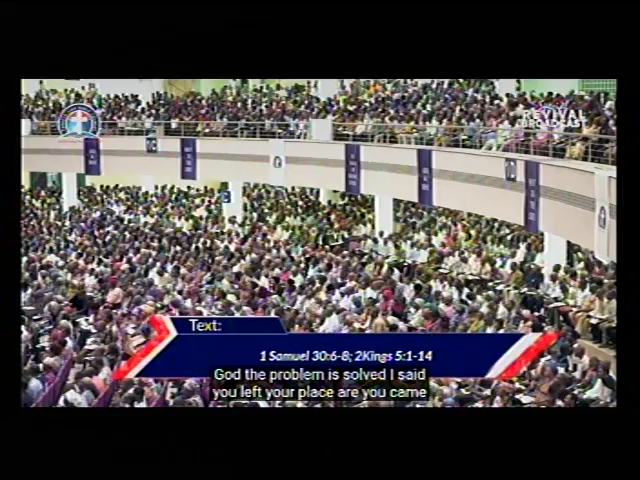 REVIVAL
BROADCAST
Text:
1 Samuel 30:6-8; 2Kings 5:1-14
God the problem is solved I said
you left your place are you came